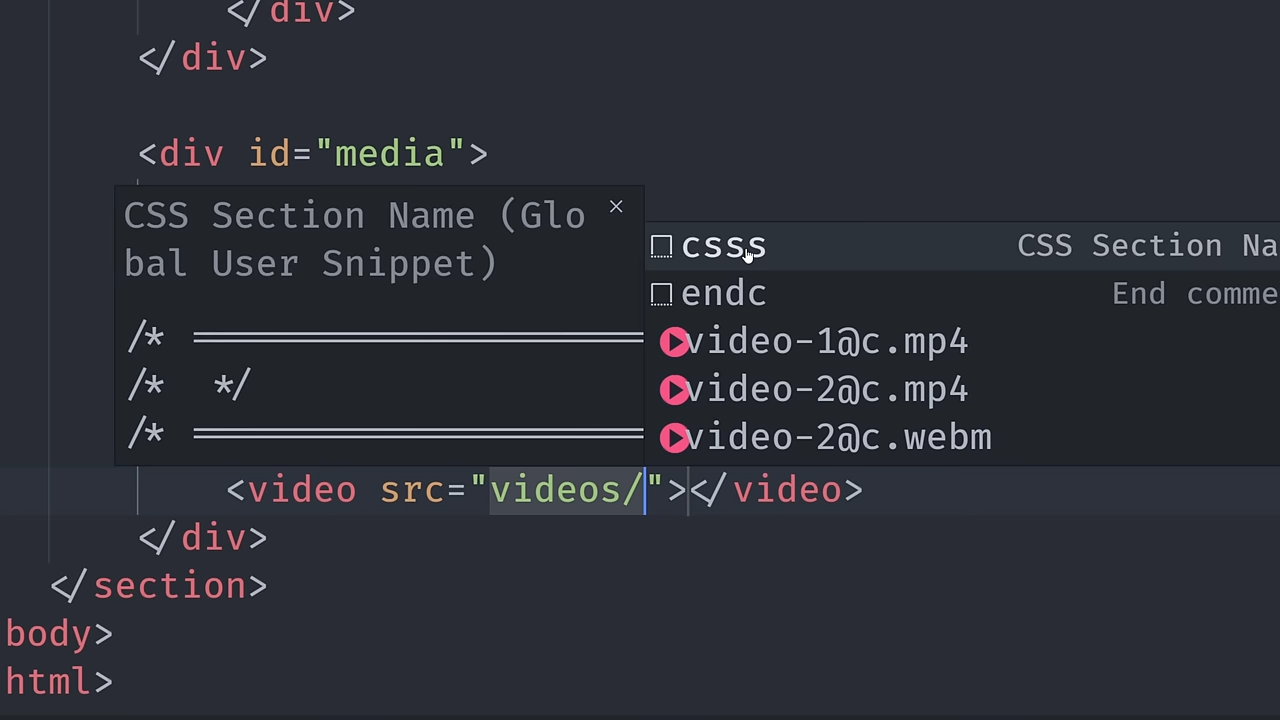 </div>
</div>
<div id="media">
CSS Section Name (Glo
bal User Snippet)
/* ══════════════════════
/*  */
/* ══════════════════════
csss CSS Section Na
endc End comme
video-1@c.mp4
video-2@c.mp4
video-2@c.webm
<video src="videos/"></video>
</div>
</section>
body>
html>